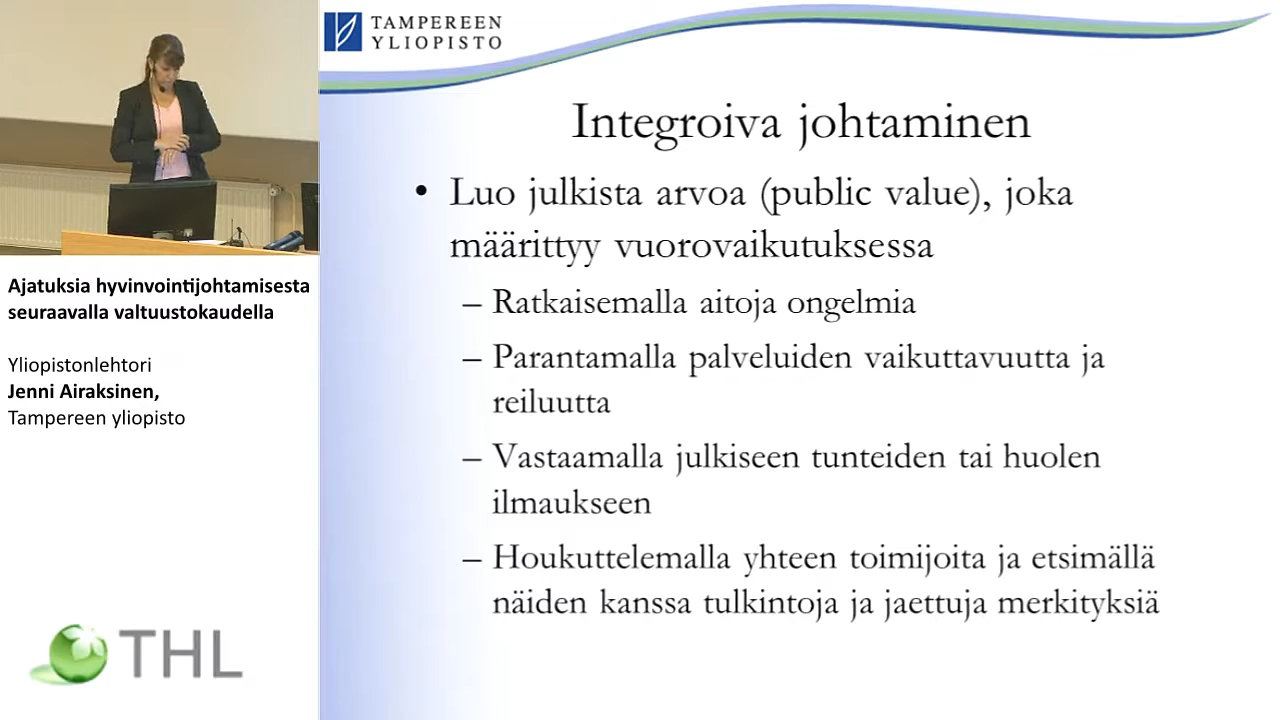 TAMPEREEN
YLIOPISTO
Integroiva johtaminen
• Luo julkista arvoa (public value), joka
määrittyy vuorovaikutuksessa
– Ratkaisemalla aitoja ongelmia
– Parantamalla palveluiden vaikuttavuutta ja
reiluutta
– Vastaamalla julkiseen tunteiden tai huolen
ilmaukseen
– Houkuttelemalla yhteen toimijoita ja etsimällä
näiden kanssa tulkintoja ja jaettuja merkityksiä
Ajatuksia hyvinvointijohtamisesta
seuraavalla valtuustokaudella
Yliopistonlehtori
Jenni Airaksinen,
Tampereen yliopisto
THL